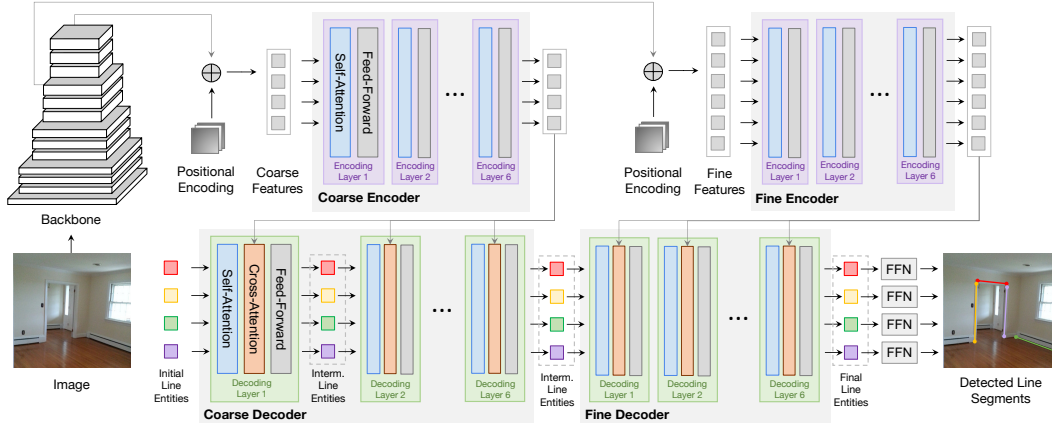 Backbone
Image
Positional
Encoding
Coarse
Features
Self-Attention
Feed-Forward
Encoding
Layer 1
Encoding
Layer 2
...
Encoding
Layer 6
Coarse Encoder
Positional
Encoding
Fine
Features
Encoding
Layer 1
Encoding
Layer 2
...
Encoding
Layer 6
Fine Encoder
Initial
Line
Entities
Self-Attention
Cross-Attention
Feed-Forward
Decoding
Layer 1
Interm.
Line
Entities
Decoding
Layer 2
...
Decoding
Layer 6
Coarse Decoder
Interm.
Line
Entities
Decoding
Layer 1
Decoding
Layer 2
...
Decoding
Layer 6
Fine Decoder
Final
Line
Entities
FFN
FFN
FFN
FFN
Detected Line
Segments